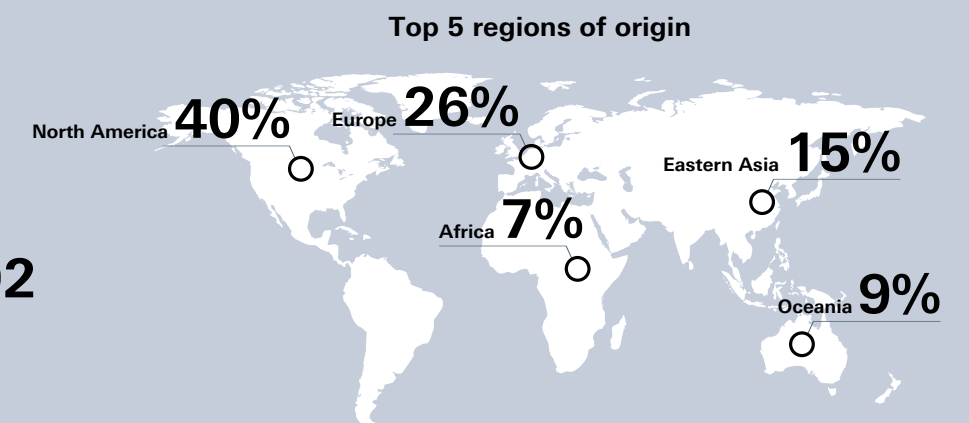 Top 5 regions of origin
North America 40%
Europe 26%
Eastern Asia 15%
Africa 7%
Oceania 9%